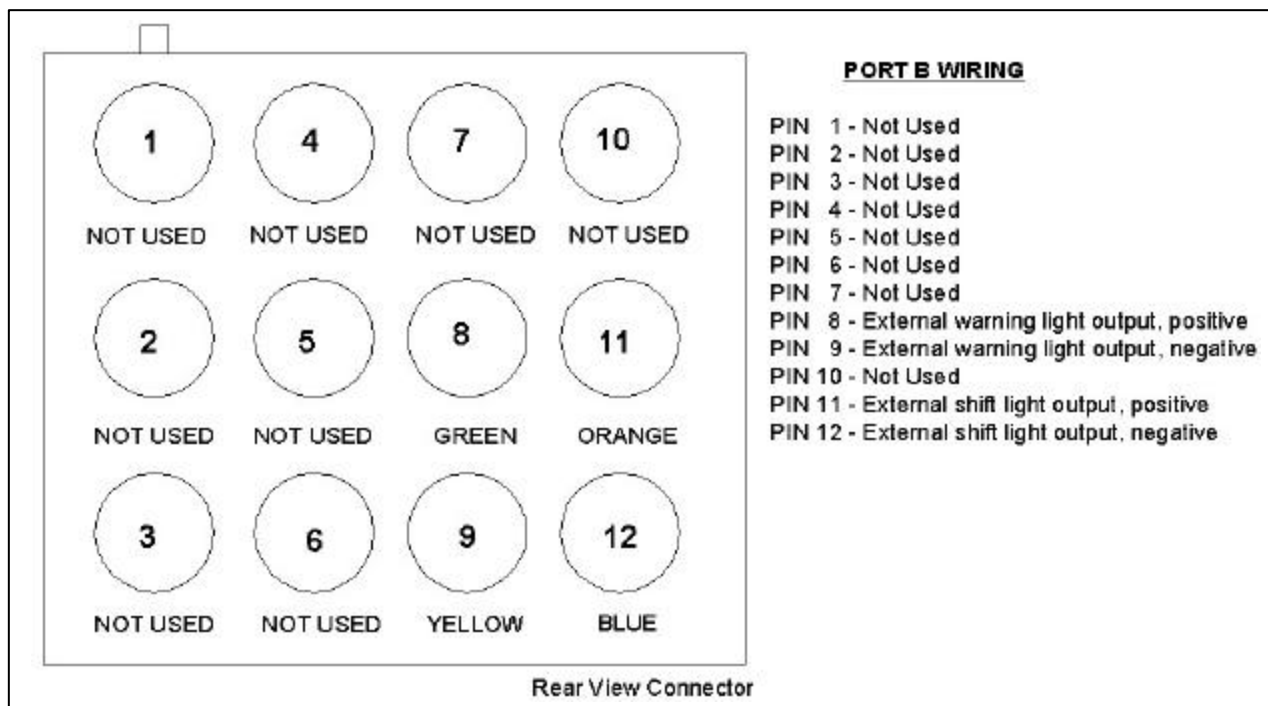 1 4 7 10
NOT USED NOT USED NOT USED NOT USED
2 5 8 11
NOT USED NOT USED GREEN ORANGE
3 6 9 12
NOT USED NOT USED YELLOW BLUE
Rear View Connector
PORT B WIRING
PIN 1 - Not Used
PIN 2 - Not Used
PIN 3 - Not Used
PIN 4 - Not Used
PIN 5 - Not Used
PIN 6 - Not Used
PIN 7 - Not Used
PIN 8 - External warning light output, positive
PIN 9 - External warning light output, negative
PIN 10 - Not Used
PIN 11 - External shift light output, positive
PIN 12 - External shift light output, negative